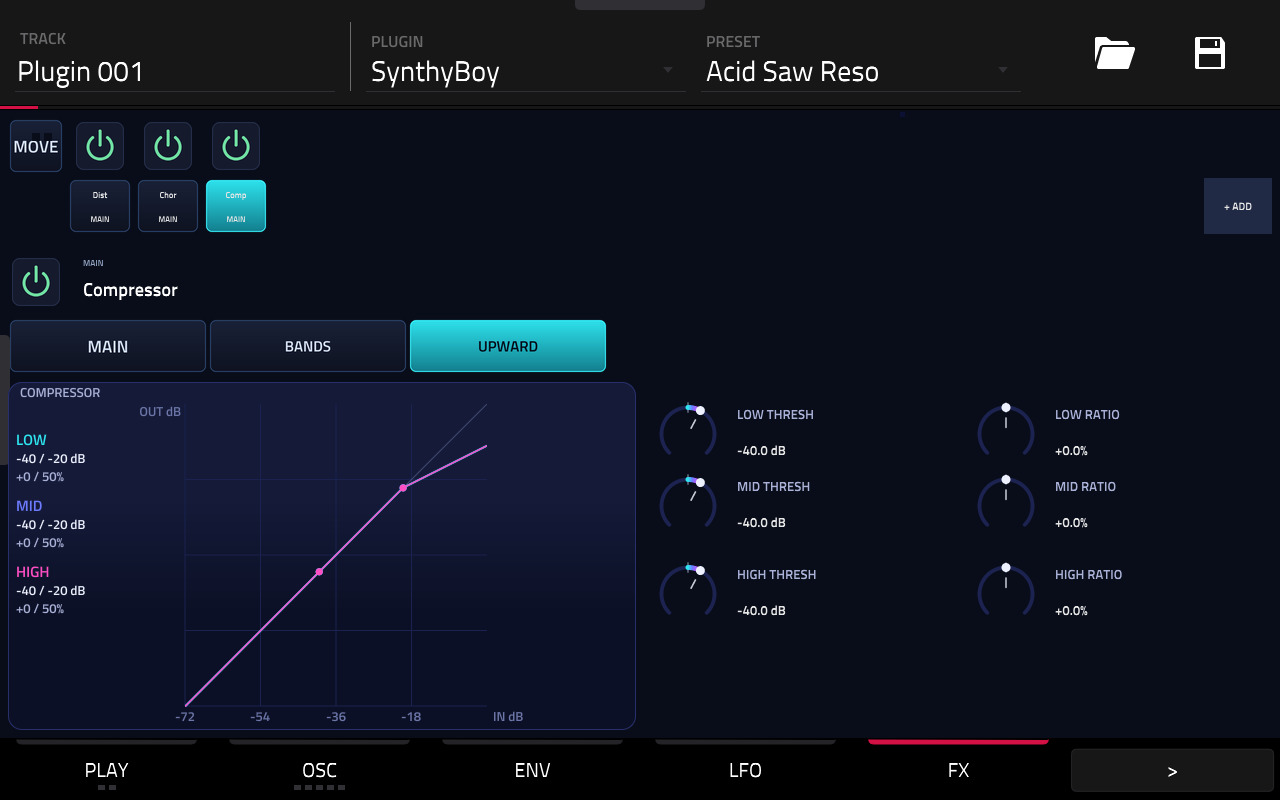 TRACK
Plugin 001
PLUGIN
SynthyBoy
PRESET
Acid Saw Reso
MOVE
Dist
MAIN
Chor
MAIN
Comp
MAIN
+ ADD
MAIN
Compressor
MAIN
BANDS
UPWARD
COMPRESSOR
OUT dB
LOW
-40 / -20 dB
+0 / 50%
MID
-40 / -20 dB
+0 / 50%
HIGH
-40 / -20 dB
+0 / 50%
-72
-54
-36
-18
IN dB
LOW THRESH
-40.0 dB
LOW RATIO
+0.0%
MID THRESH
-40.0 dB
MID RATIO
+0.0%
HIGH THRESH
-40.0 dB
HIGH RATIO
+0.0%
PLAY
OSC
ENV
LFO
FX
>